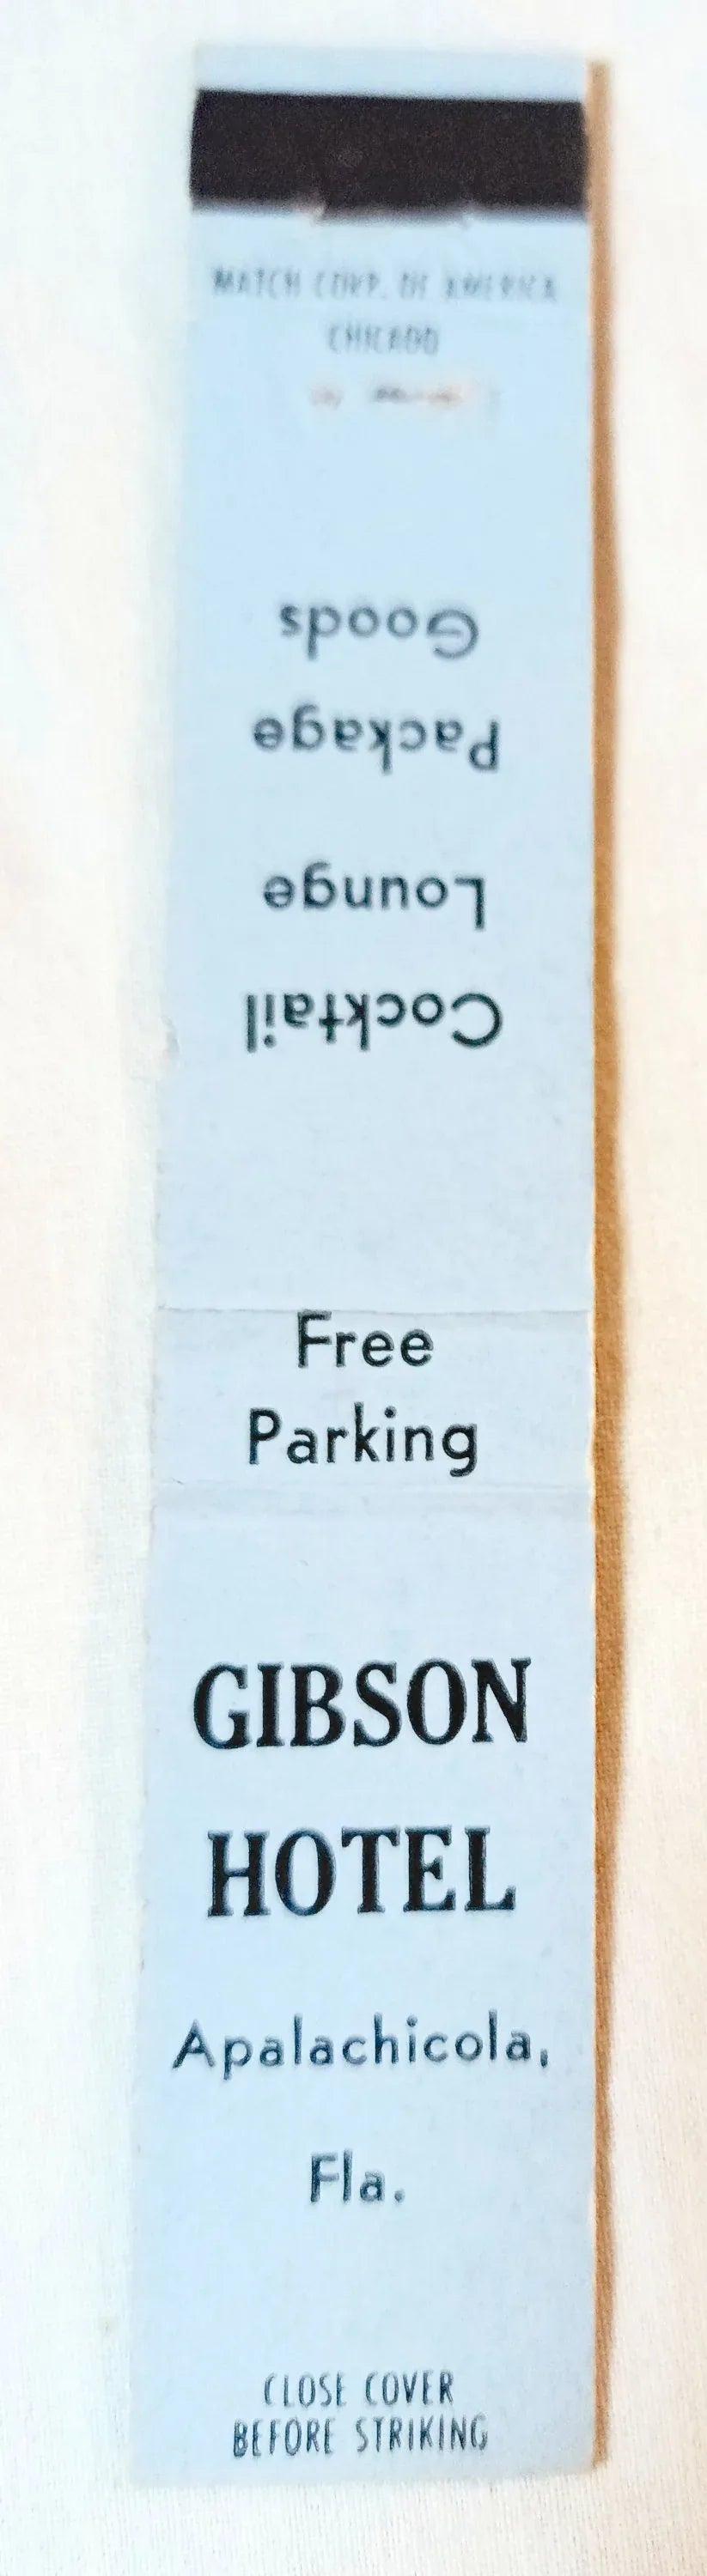 MATCH CORP. OF AMERICA
CHICAGO
Cocktail
Lounge
Package
Goods
Free
Parking
GIBSON
HOTEL
Apalachicola,
Fla.
CLOSE COVER
BEFORE STRIKING